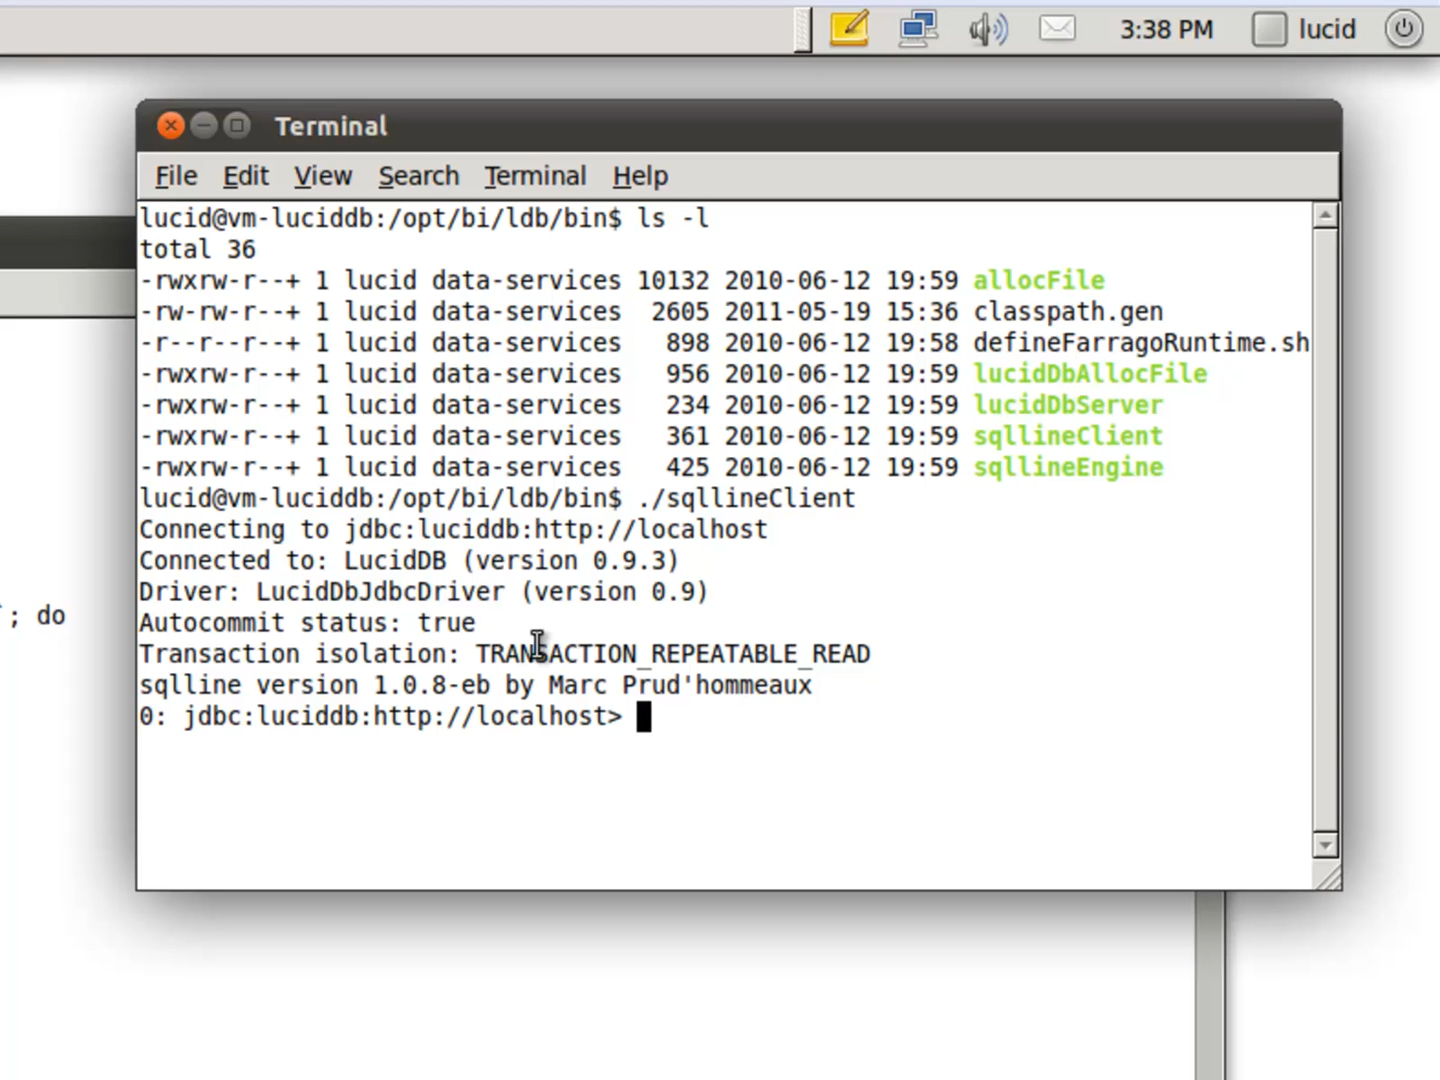 3:38 PM lucid
Terminal
File Edit View Search Terminal Help
lucid@vm-luciddb:/opt/bi/ldb/bin$ ls -l
total 36
-rwxrw-r--+ 1 lucid data-services 10132 2010-06-12 19:59 allocFile
-rw-rw-r--+ 1 lucid data-services  2605 2011-05-19 15:36 classpath.gen
-r--r--r--+ 1 lucid data-services   898 2010-06-12 19:58 defineFarragoRuntime.sh
-rwxrw-r--+ 1 lucid data-services   956 2010-06-12 19:59 lucidDbAllocFile
-rwxrw-r--+ 1 lucid data-services   234 2010-06-12 19:59 lucidDbServer
-rwxrw-r--+ 1 lucid data-services   361 2010-06-12 19:59 sqllineClient
-rwxrw-r--+ 1 lucid data-services   425 2010-06-12 19:59 sqllineEngine
lucid@vm-luciddb:/opt/bi/ldb/bin$ ./sqllineClient
Connecting to jdbc:luciddb:http://localhost
Connected to: LucidDB (version 0.9.3)
Driver: LucidDbJdbcDriver (version 0.9)
; do
Autocommit status: true
Transaction isolation: TRANSACTION_REPEATABLE_READ
sqlline version 1.0.8-eb by Marc Prud'hommeaux
0: jdbc:luciddb:http://localhost>